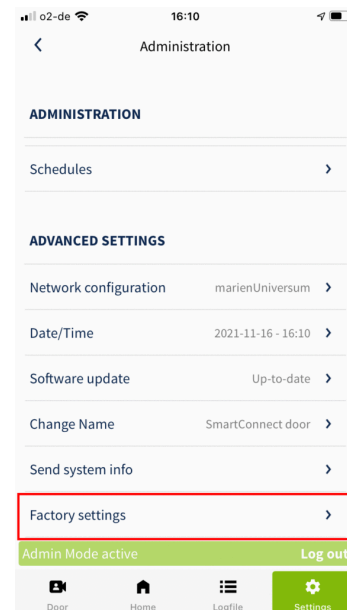 o2-de 16:10
Administration
ADMINISTRATION
Schedules
ADVANCED SETTINGS
Network configuration marienUniversum
Date/Time 2021-11-16 - 16:10
Software update Up-to-date
Change Name SmartConnect door
Send system info
Factory settings
Admin Mode active Log out
Door Home Logfile Settings